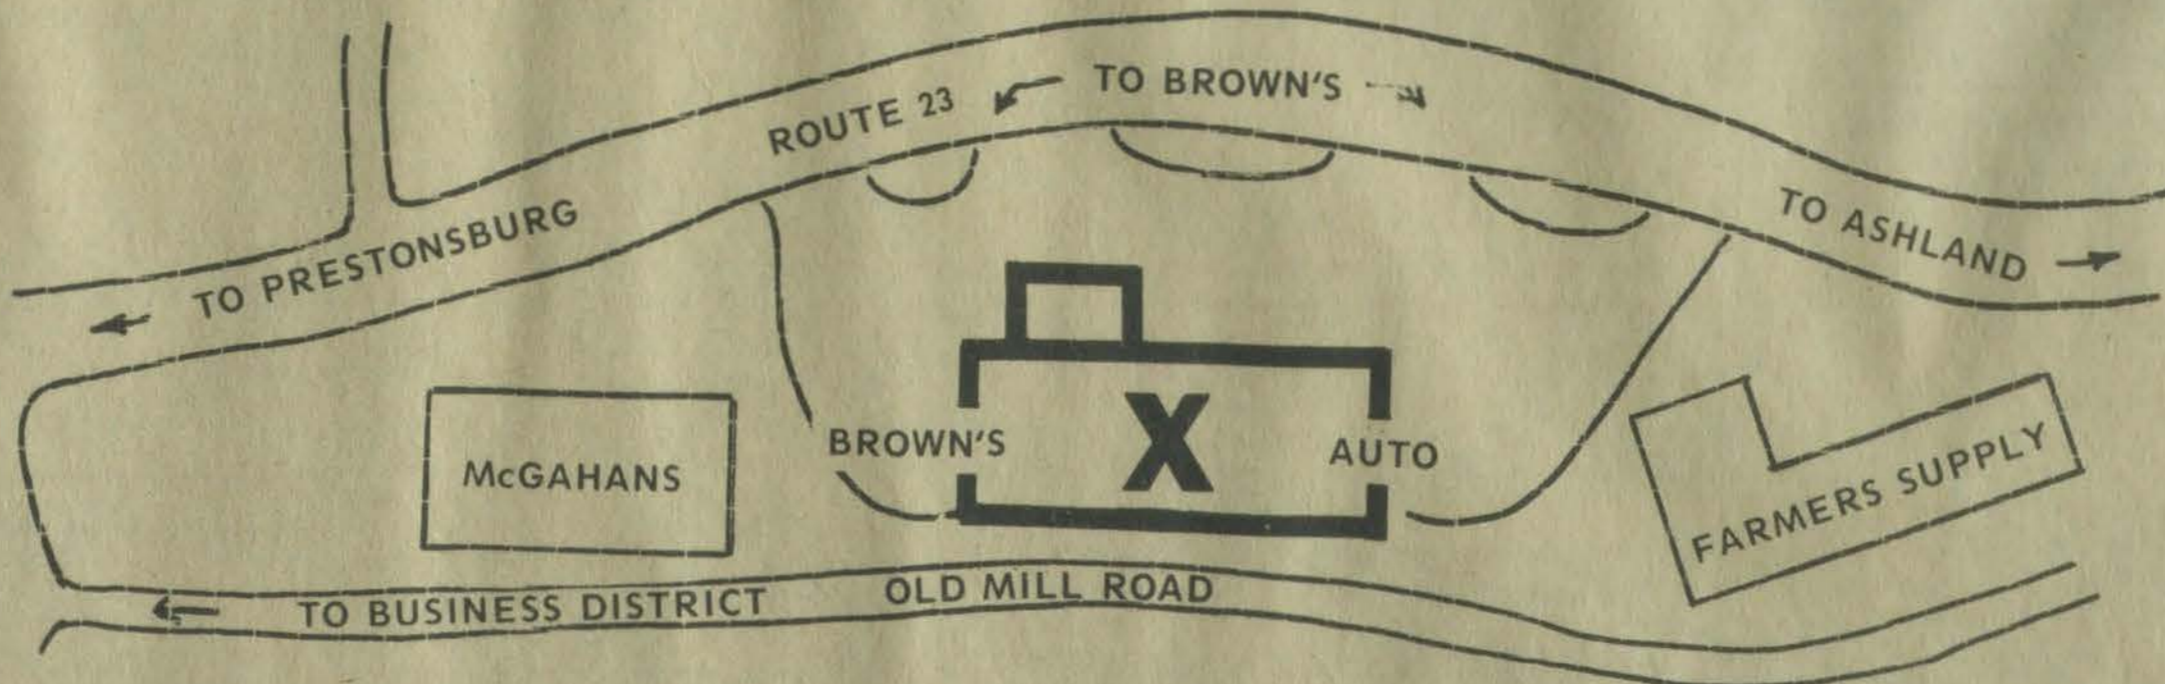 TO BROWN'S
ROUTE 23
TO PRESTONSBURG
TO ASHLAND
McGAHANS
BROWN'S X AUTO
FARMERS SUPPLY
TO BUSINESS DISTRICT
OLD MILL ROAD